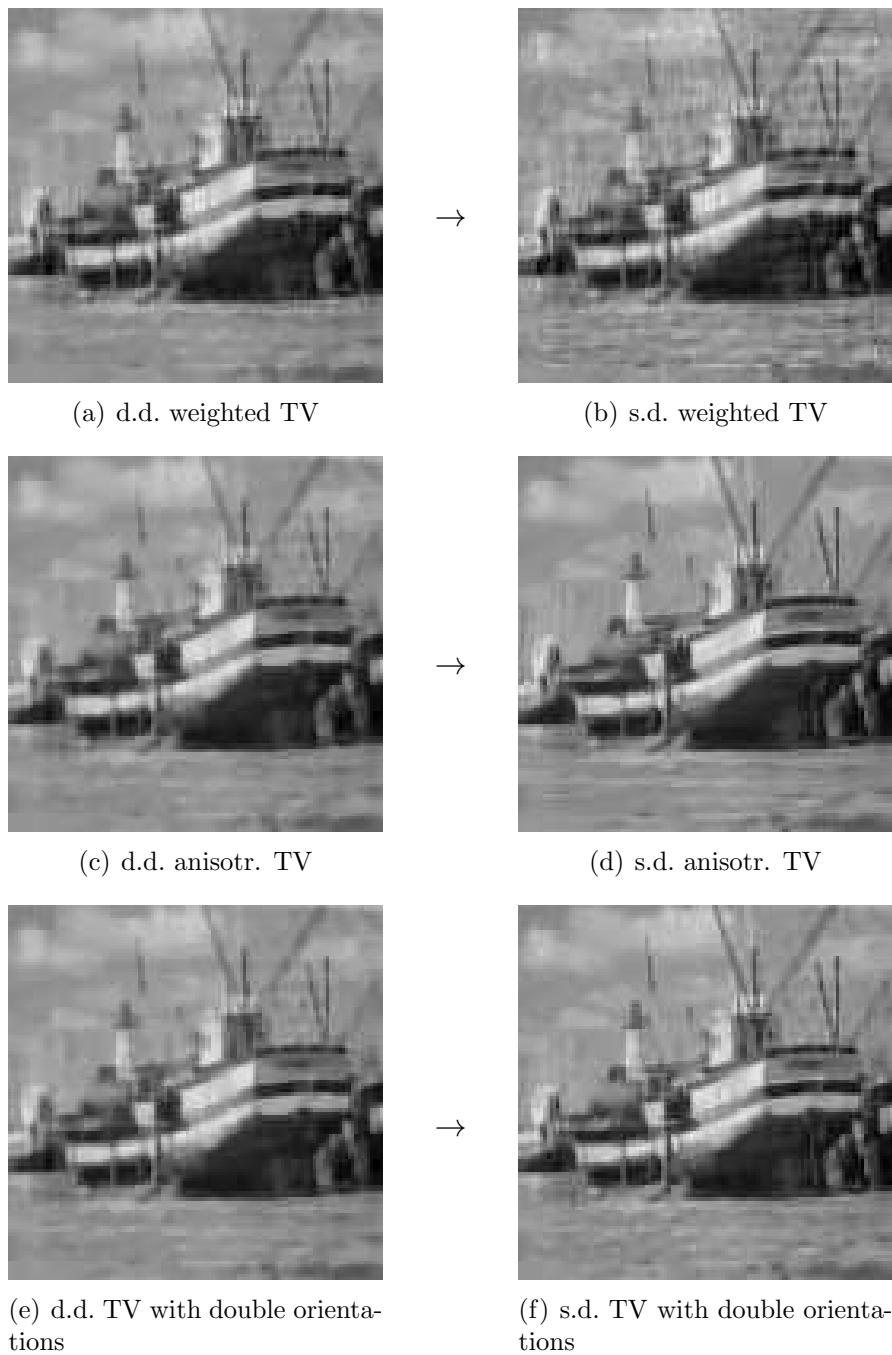 →
(a) d.d. weighted TV
(b) s.d. weighted TV
→
(c) d.d. anisotr. TV
(d) s.d. anisotr. TV
→
(e) d.d. TV with double orienta-
tions
(f) s.d. TV with double orienta-
tions